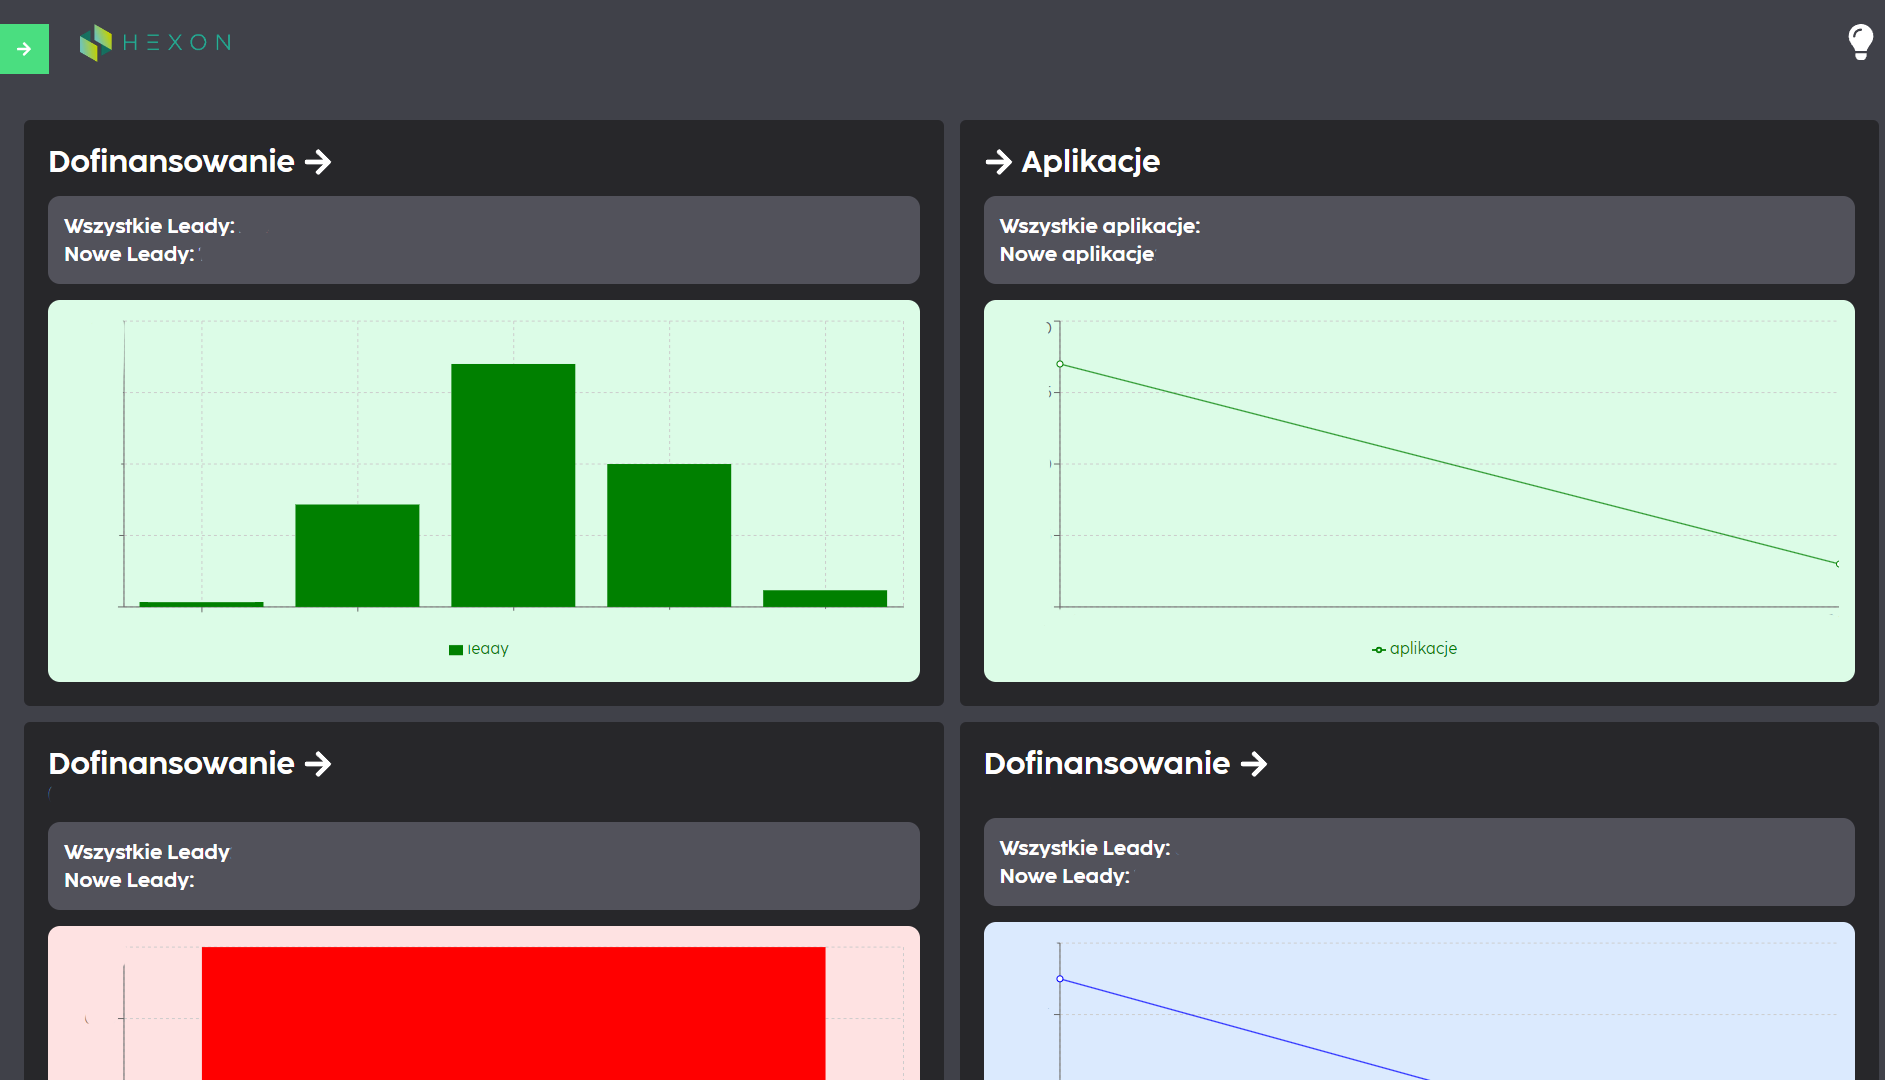 HEXON
Dofinansowanie
Wszystkie Leady:
Nowe Leady:
leady
Aplikacje
Wszystkie aplikacje:
Nowe aplikacje
aplikacje
Dofinansowanie
Wszystkie Leady
Nowe Leady:
Dofinansowanie
Wszystkie Leady:
Nowe Leady: